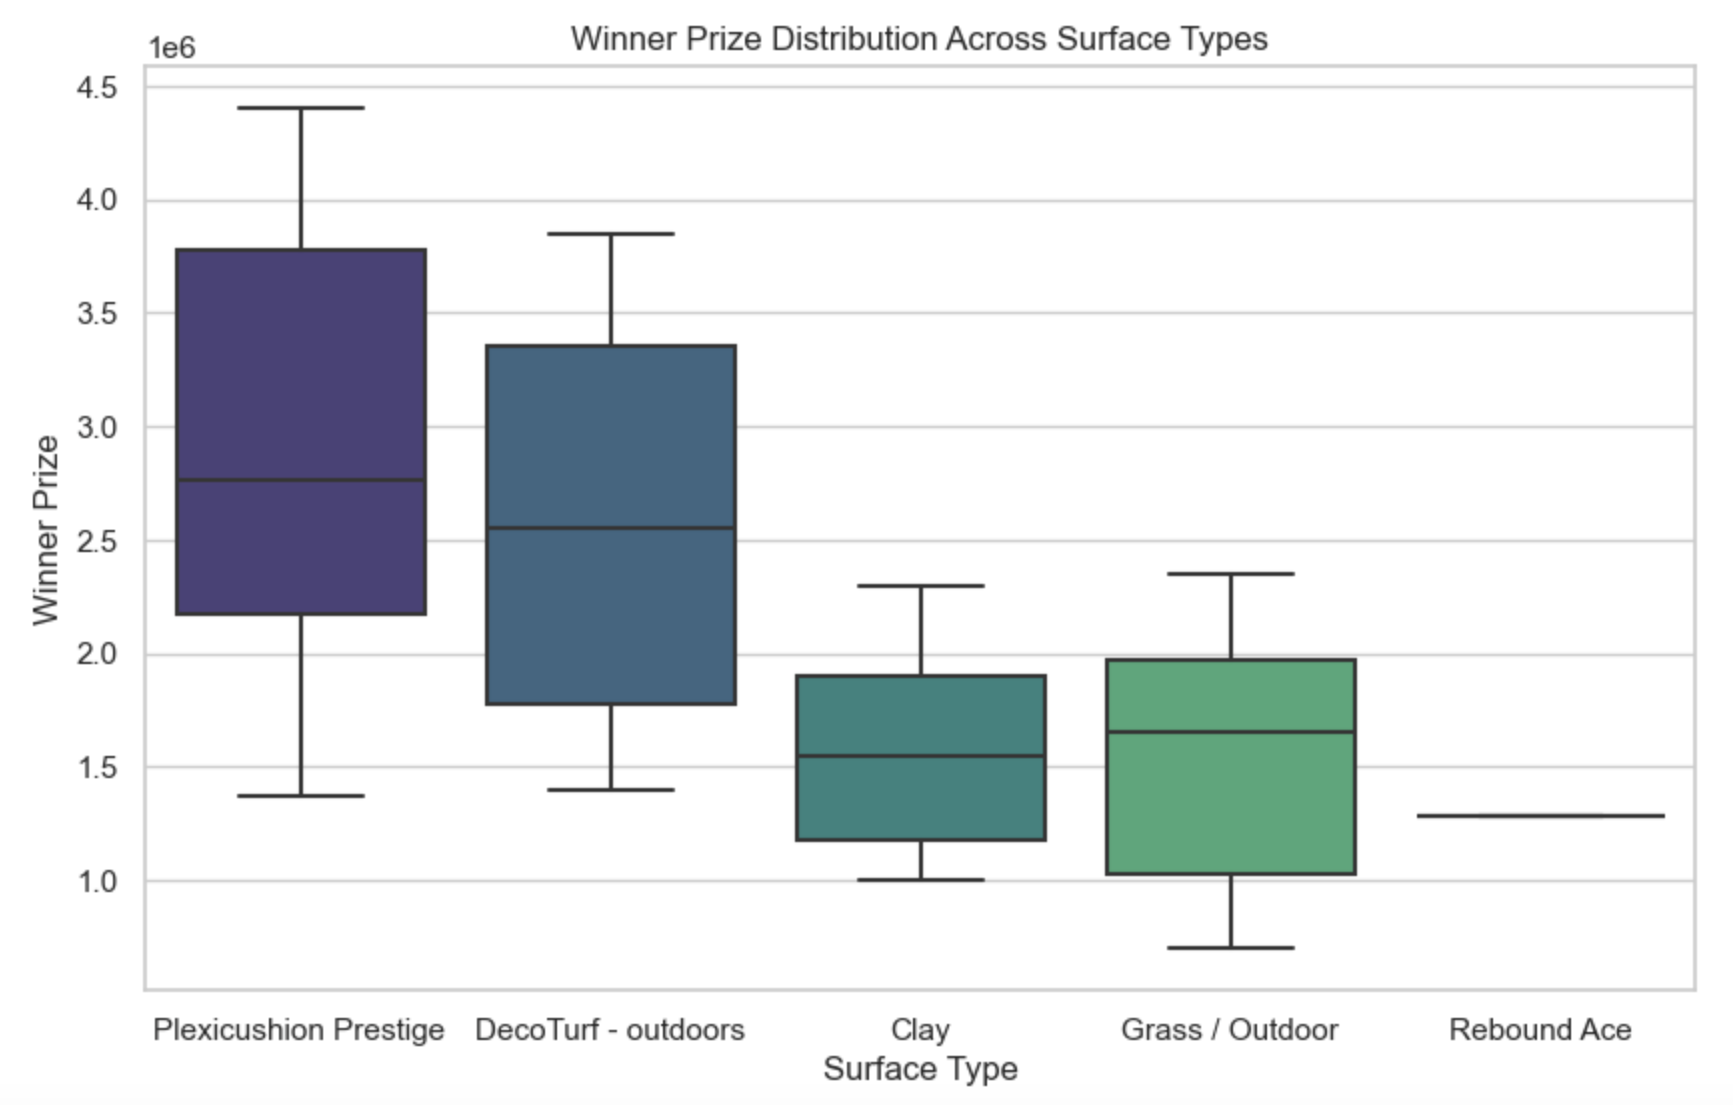 Winner Prize Distribution Across Surface Types
1e6
4.5
4.0
3.5
3.0
2.5
2.0
1.5
1.0
Winner Prize
Plexicushion Prestige
DecoTurf - outdoors
Clay
Grass / Outdoor
Rebound Ace
Surface Type